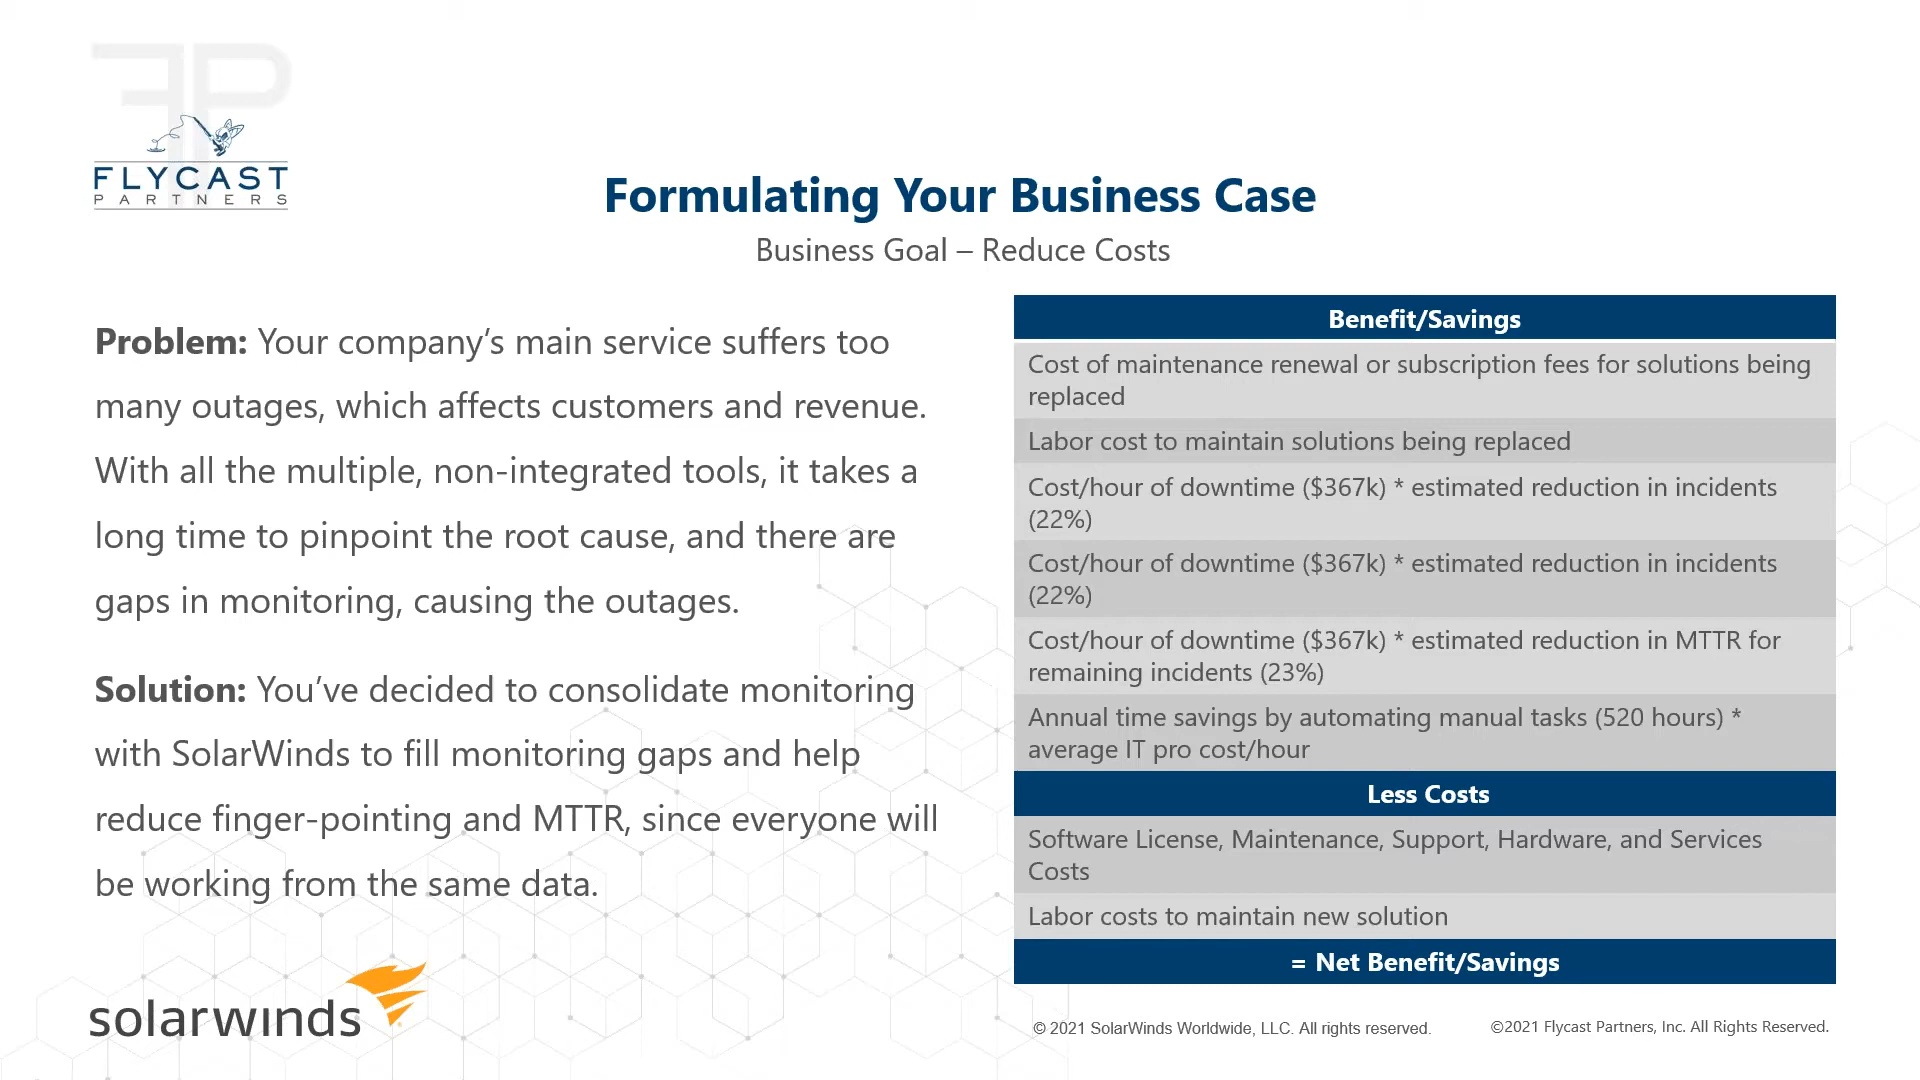 FP
FLYCAST
PARTNERS
Formulating Your Business Case
Business Goal – Reduce Costs
Problem: Your company’s main service suffers too
many outages, which affects customers and revenue.
With all the multiple, non-integrated tools, it takes a
long time to pinpoint the root cause, and there are
gaps in monitoring, causing the outages.
Solution: You’ve decided to consolidate monitoring
with SolarWinds to fill monitoring gaps and help
reduce finger-pointing and MTTR, since everyone will
be working from the same data.
Benefit/Savings
Cost of maintenance renewal or subscription fees for solutions being
replaced
Labor cost to maintain solutions being replaced
Cost/hour of downtime ($367k) * estimated reduction in incidents
(22%)
Cost/hour of downtime ($367k) * estimated reduction in incidents
(22%)
Cost/hour of downtime ($367k) * estimated reduction in MTTR for
remaining incidents (23%)
Annual time savings by automating manual tasks (520 hours) *
average IT pro cost/hour
Less Costs
Software License, Maintenance, Support, Hardware, and Services
Costs
Labor costs to maintain new solution
= Net Benefit/Savings
solarwinds
© 2021 SolarWinds Worldwide, LLC. All rights reserved.
©2021 Flycast Partners, Inc. All Rights Reserved.